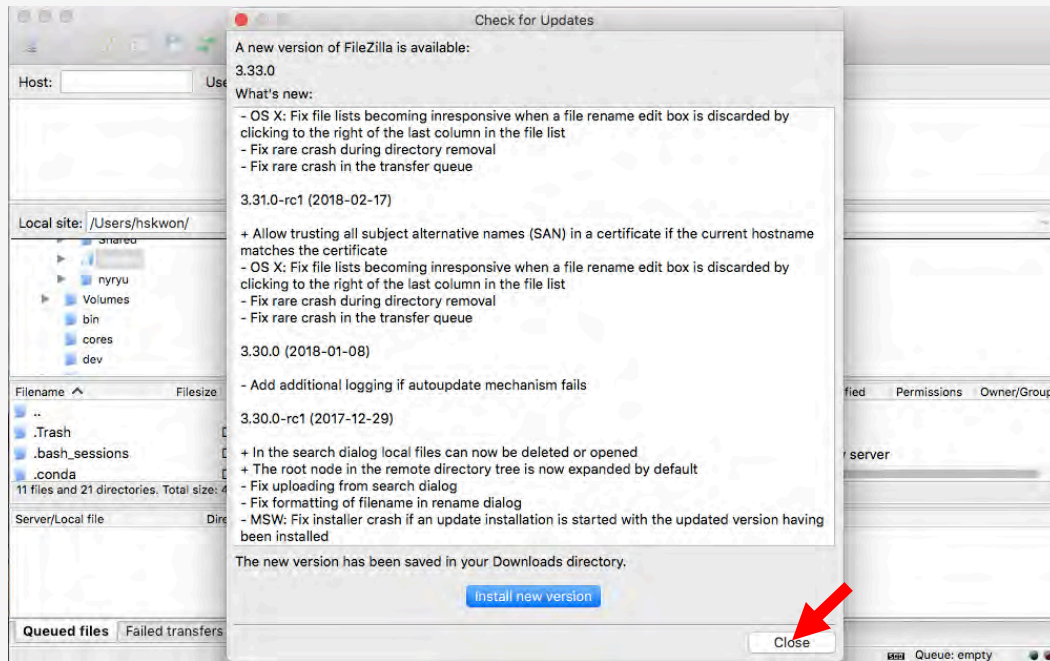 Check for Updates
A new version of FileZilla is available:
3.33.0
What's new:
- OS X: Fix file lists becoming inresponsive when a file rename edit box is discarded by
clicking to the right of the last column in the file list
- Fix rare crash during directory removal
- Fix rare crash in the transfer queue
3.31.0-rc1 (2018-02-17)
+ Allow trusting all subject alternative names (SAN) in a certificate if the current hostname
matches the certificate
- OS X: Fix file lists becoming inresponsive when a file rename edit box is discarded by
clicking to the right of the last column in the file list
- Fix rare crash during directory removal
- Fix rare crash in the transfer queue
3.30.0 (2018-01-08)
- Add additional logging if autoupdate mechanism fails
3.30.0-rc1 (2017-12-29)
+ In the search dialog local files can now be deleted or opened
+ The root node in the remote directory tree is now expanded by default
- Fix uploading from search dialog
- Fix formatting of filename in rename dialog
- MSW: Fix installer crash if an update installation is started with the updated version having
been installed
The new version has been saved in your Downloads directory.
Install new version
Close
Host:
Use
Local site: /Users/hskwon/
Shared
nyryu
Volumes
bin
cores
dev
Filename Filesize
fied Permissions Owner/Group
..
.Trash
.bash_sessions
.conda
server
11 files and 21 directories. Total size: 4
Server/Local file Dire
Queued files Failed transfers
Queue: empty